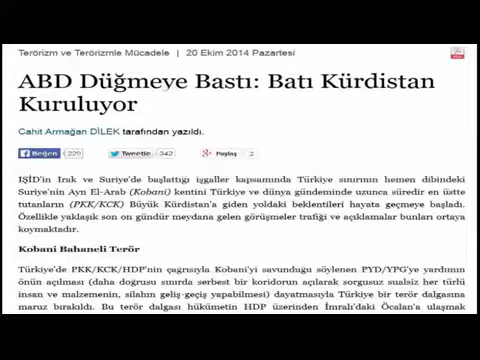 Terörizm ve Terörizmle Mücadele | 20 Ekim 2014 Pazartesi
ABD Düğmeye Bastı: Batı Kürdistan
Kuruluyor
Cahit Armağan DİLEK tarafından yazıldı.
Beğen 220 Tweetle 342 Paylaş 2
IŞİD'in Irak ve Suriye'de başlattığı işgaller kapsamında Türkiye sınırının hemen dibindeki
Suriye'nin Ayn El-Arab (Kobani) kentini Türkiye ve dünya gündeminde uzunca süredir en üstte
tutanların (PKK/KCK) Büyük Kürdistan'a giden yoldaki beklentileri hayata geçmeye başladı.
Özellikle yaklaşık son on gündür meydana gelen görüşmeler trafiği ve açıklamalar bunları ortaya
koymaktadır.
Kobani Bahaneli Terör
Türkiye'de PKK/KCK/HDP'nin çağrısıyla Kobani'yi savunduğu söylenen PYD/YPG'ye yardımın
önün açılması (daha doğrusu sınırda serbest bir koridorun açılarak sorgusuz sualsiz her türlü
insan ve malzemenin, silahın geliş-geçiş yapabilmesi) dayatmasıyla Türkiye bir terör dalgasına
maruz bırakıldı. Bu terör dalgası hükümetin HDP üzerinden İmralı'daki Öcalan'a ulaşmak